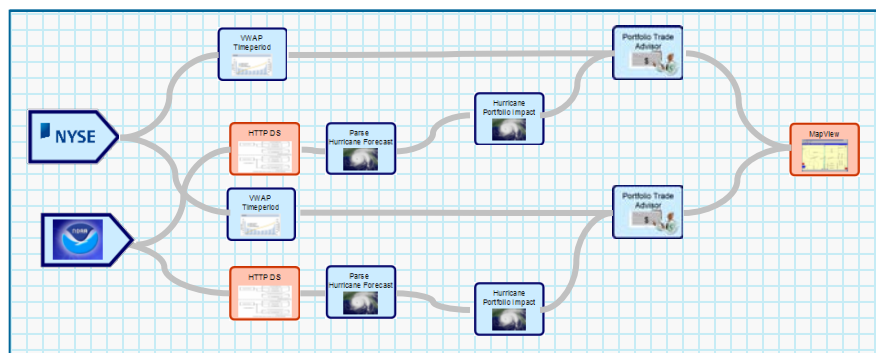 VWAP
Timeperiod
Portfolio Trade
Advisor
NYSE
HTTP DS
Parse
Hurricane Forecast
Hurricane
Portfolio Impact
MapView
VWAP
Timeperiod
Portfolio Trade
Advisor
NOAA
HTTP DS
Parse
Hurricane Forecast
Hurricane
Portfolio Impact